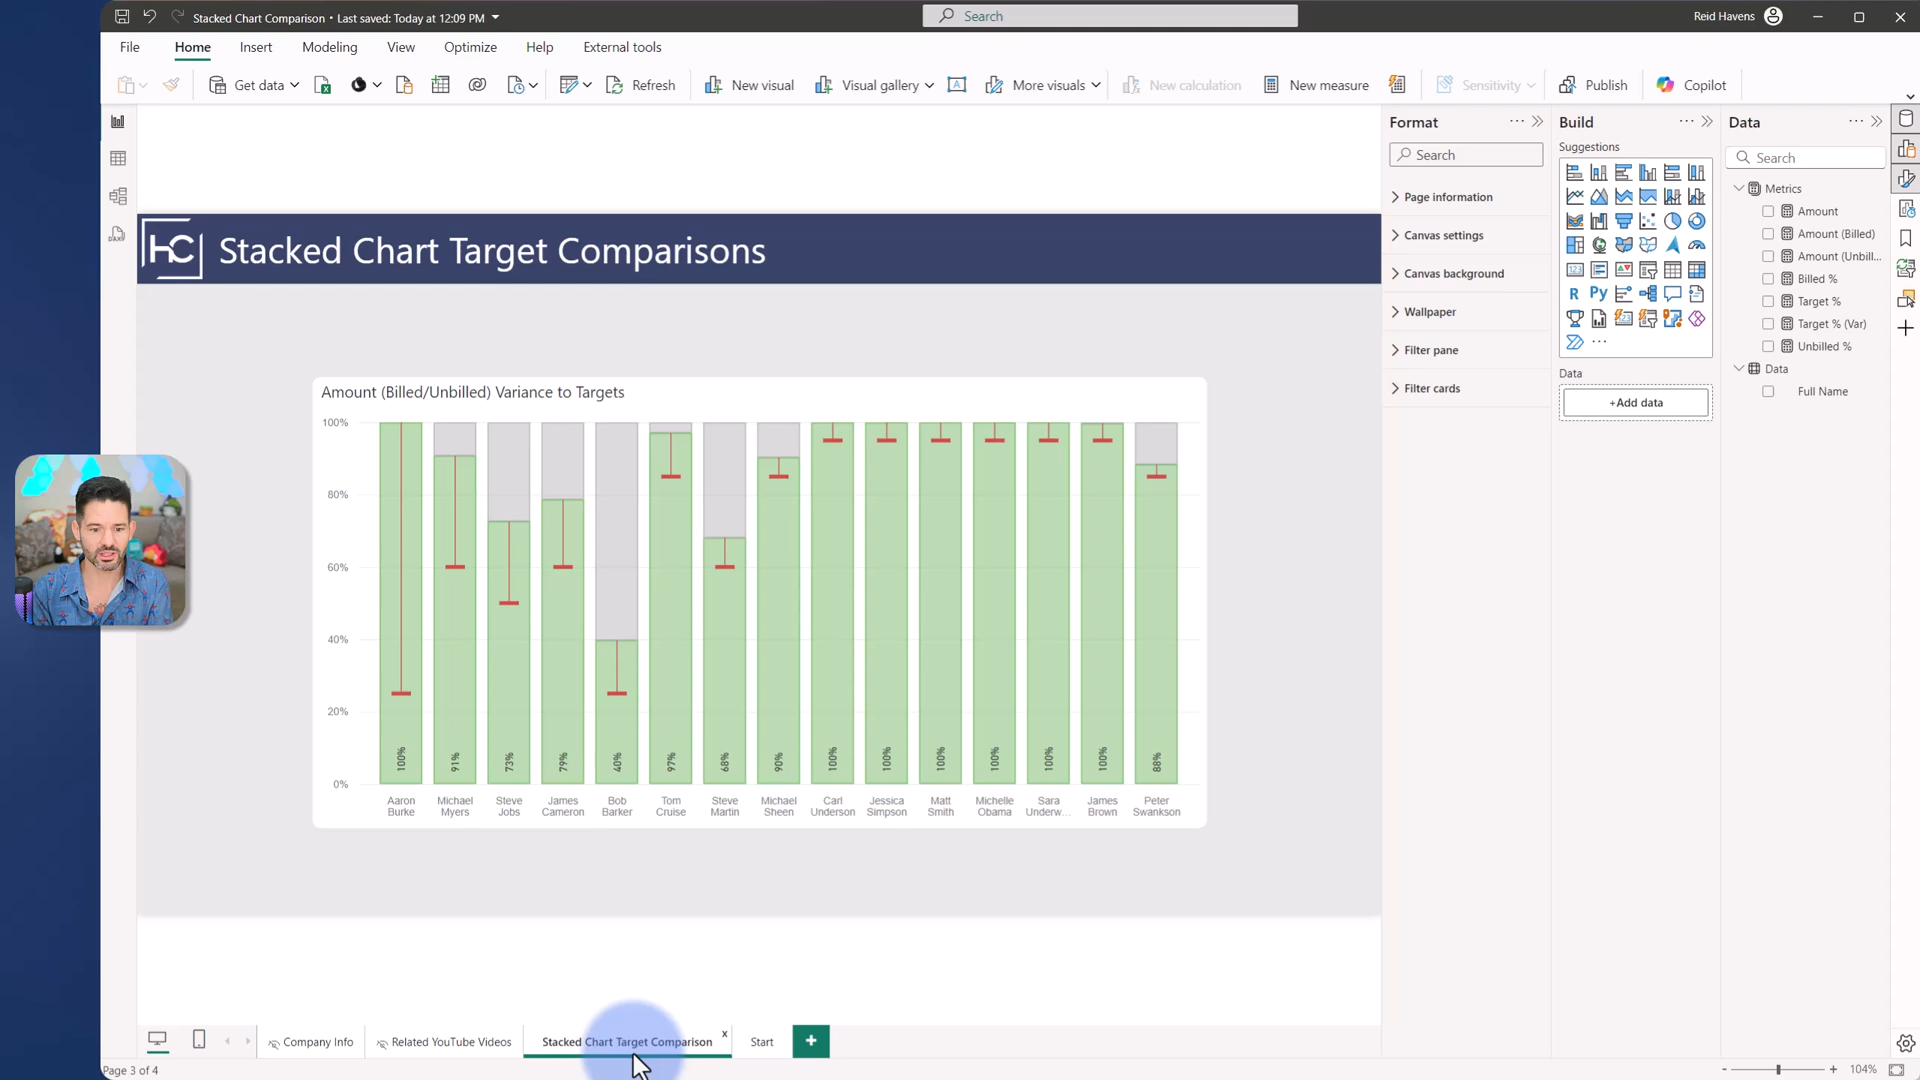 Stacked Chart Comparison • Last saved: Today at 12:09 PM
Search
Reid Havens
File Home Insert Modeling View Optimize Help External tools
Get data Refresh New visual Visual gallery More visuals New calculation New measure Sensitivity Publish Copilot
HC Stacked Chart Target Comparisons
Amount (Billed/Unbilled) Variance to Targets
100%
80%
60%
40%
20%
0%
100% 91% 73% 79% 40% 97% 68% 90% 100% 100% 100% 100% 100% 100% 88%
Aaron Burke
Michael Myers
Steve Jobs
James Cameron
Bob Barker
Tom Cruise
Steve Martin
Michael Sheen
Carl Underson
Jessica Simpson
Matt Smith
Michelle Obama
Sara Underw...
James Brown
Peter Swankson
Format
Search
Page information
Canvas settings
Canvas background
Wallpaper
Filter pane
Filter cards
Build
Suggestions
R Py
123
Data
+Add data
Data
Search
Metrics
Amount
Amount (Billed)
Amount (Unbill...
Billed %
Target %
Target % (Var)
Unbilled %
Data
Full Name
DAX
Company Info Related YouTube Videos Stacked Chart Target Comparison x Start +
Page 3 of 4
- + 104%